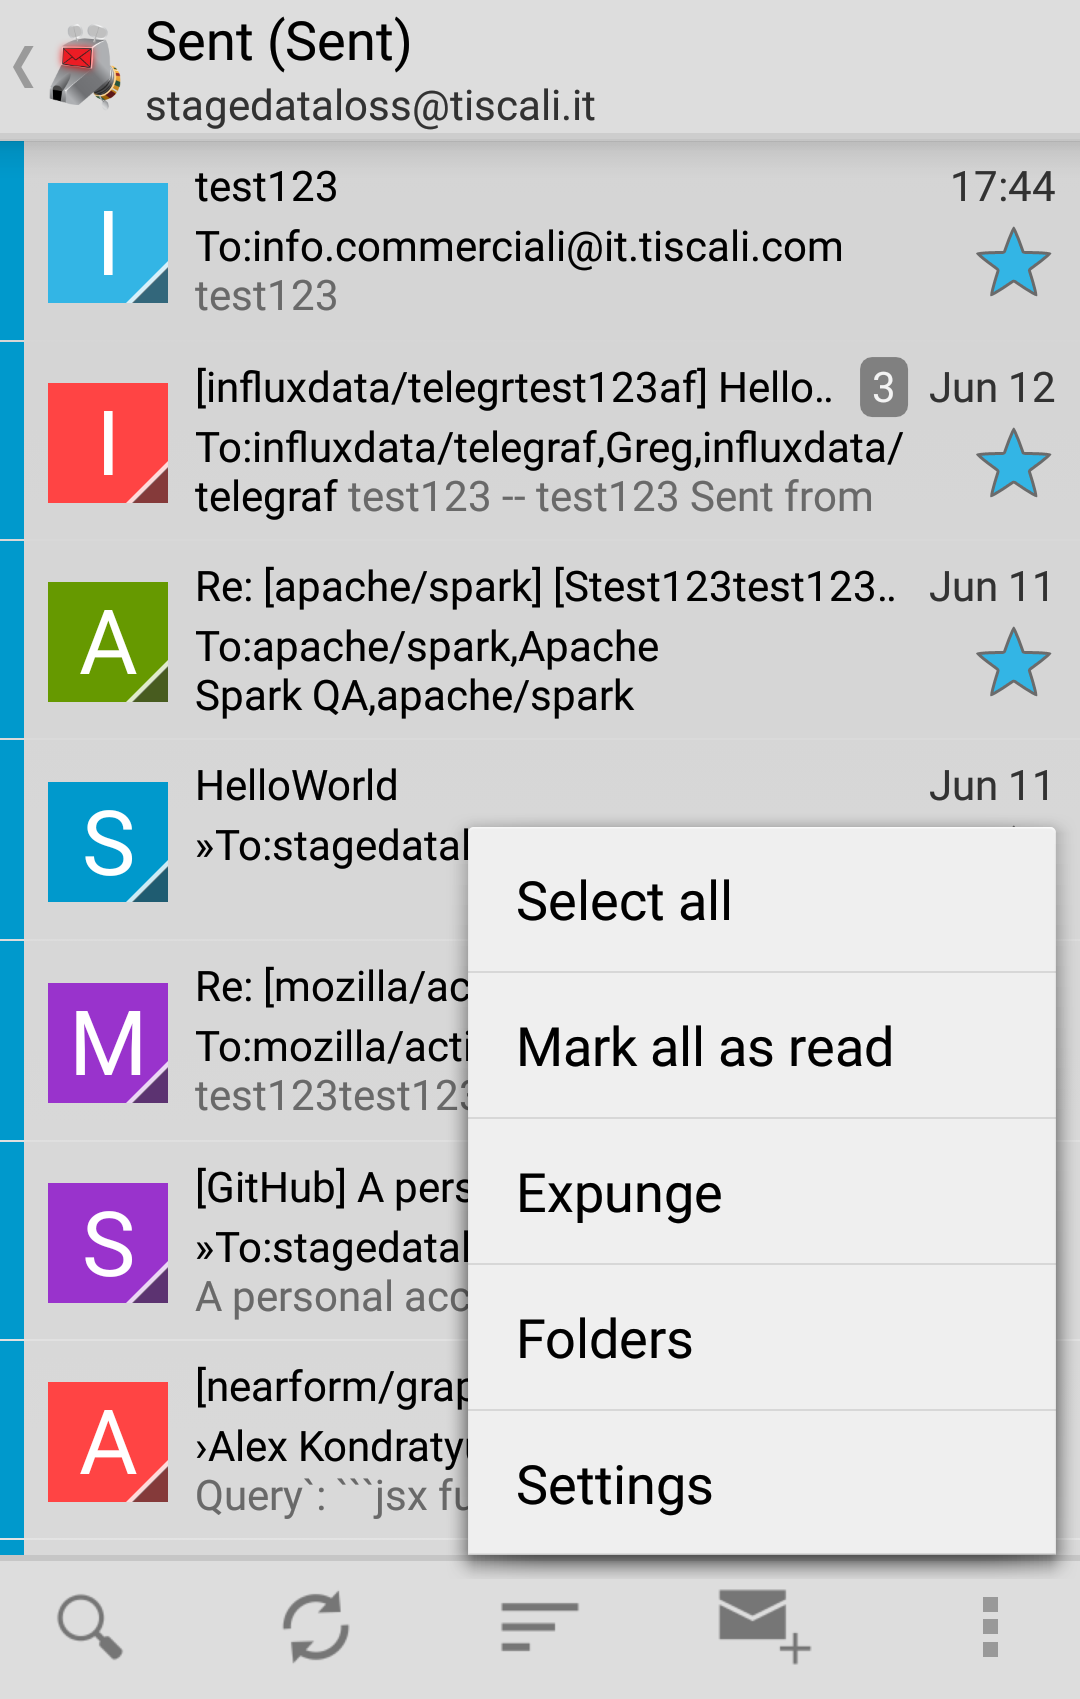 Sent (Sent)
stagedataloss@tiscali.it
I
test123
17:44
To:info.commerciali@it.tiscali.com
test123
I
[influxdata/telegrtest123af] Hello..
3
Jun 12
To:influxdata/telegraf,Greg,influxdata/
telegraf test123 -- test123 Sent from
A
Re: [apache/spark] [Stest123test123..
Jun 11
To:apache/spark,Apache
Spark QA,apache/spark
S
HelloWorld
Jun 11
»To:stagedatal
M
Re: [mozilla/ac
To:mozilla/acti
test123test123
S
[GitHub] A pers
»To:stagedatal
A personal acc
A
[nearform/grap
›Alex Kondratyu
Query`: ```jsx fu
Select all
Mark all as read
Expunge
Folders
Settings